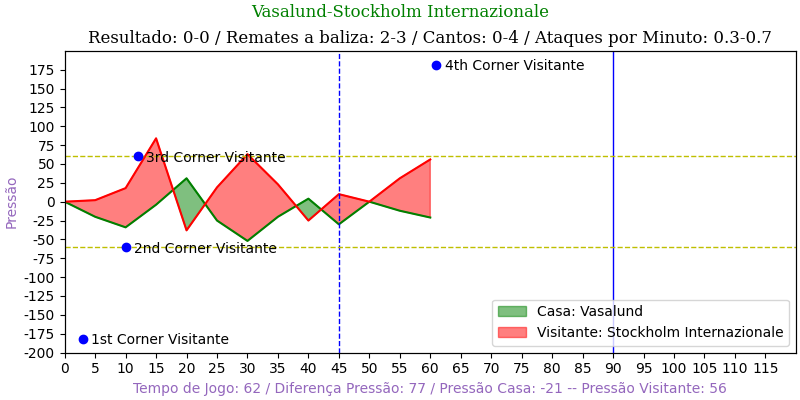 Vasalund-Stockholm Internazionale
Resultado: 0-0 / Remates a baliza: 2-3 / Cantos: 0-4 / Ataques por Minuto: 0.3-0.7
Pressão
175
150
125
100
75
50
25
0
-25
-50
-75
-100
-125
-150
-175
-200
4th Corner Visitante
3rd Corner Visitante
2nd Corner Visitante
1st Corner Visitante
Casa: Vasalund
Visitante: Stockholm Internazionale
0 5 10 15 20 25 30 35 40 45 50 55 60 65 70 75 80 85 90 95 100 105 110 115
Tempo de Jogo: 62 / Diferença Pressão: 77 / Pressão Casa: -21 -- Pressão Visitante: 56